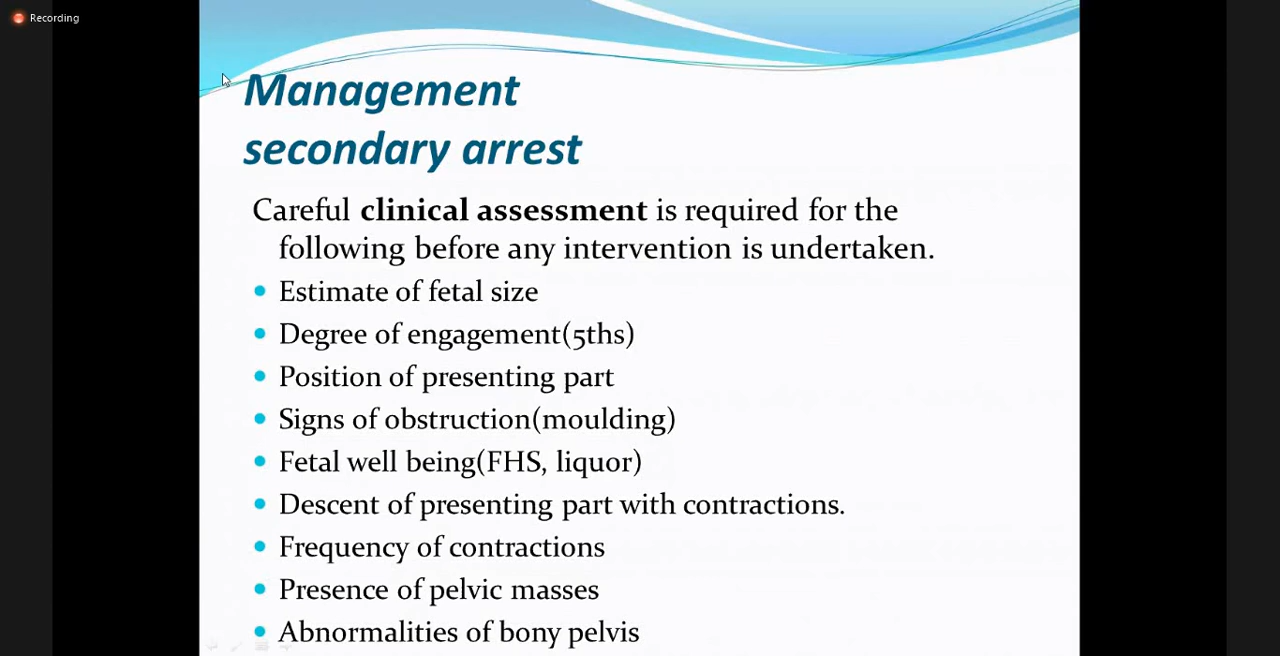 Recording
Management
secondary arrest
Careful clinical assessment is required for the
following before any intervention is undertaken.
• Estimate of fetal size
• Degree of engagement(5ths)
• Position of presenting part
• Signs of obstruction(moulding)
• Fetal well being(FHS, liquor)
• Descent of presenting part with contractions.
• Frequency of contractions
• Presence of pelvic masses
• Abnormalities of bony pelvis